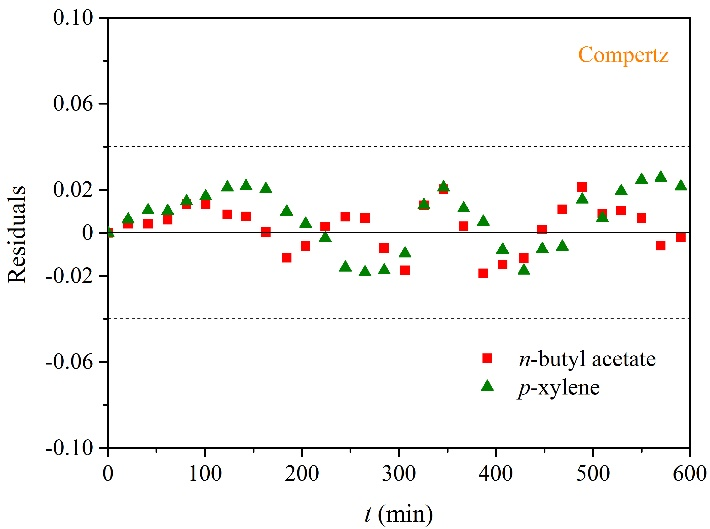 0.10
Compertz
0.06
0.02
0
-0.02
-0.06
-0.10
Residuals
n-butyl acetate
p-xylene
0 100 200 300 400 500 600
t (min)